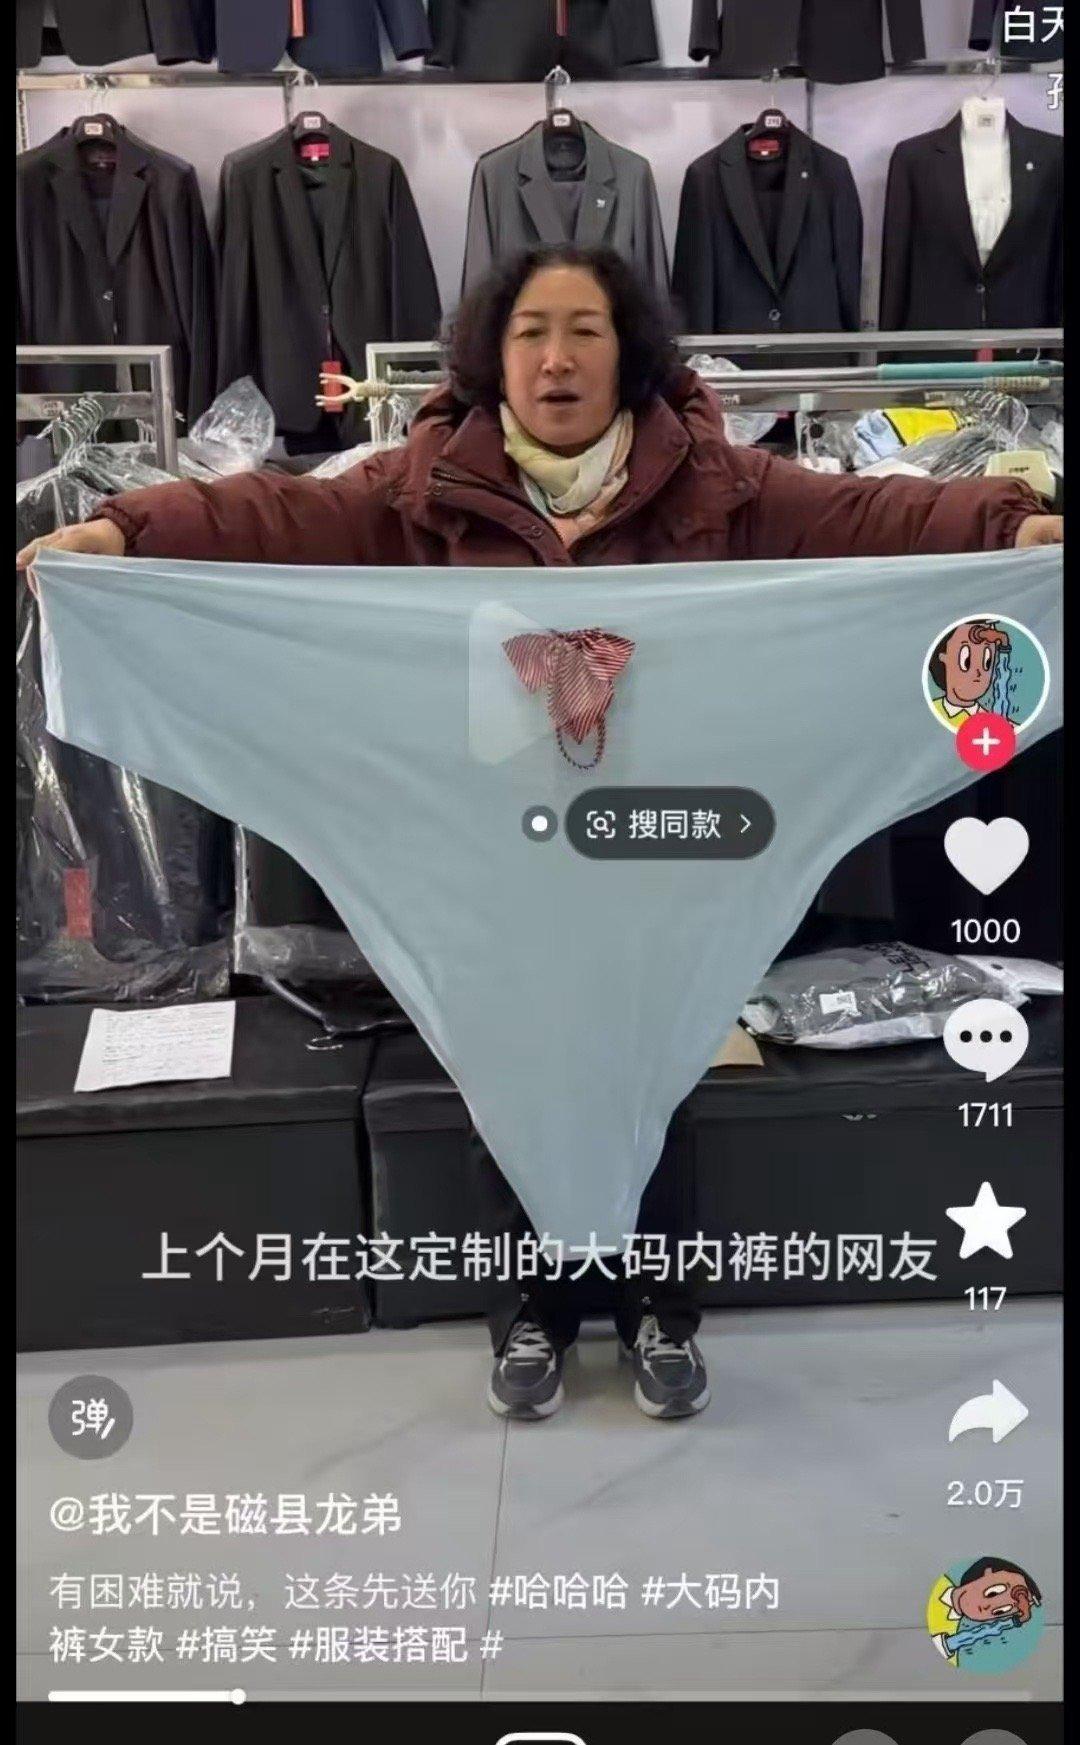 白天
搜同款
1000
1711
上个月在这定制的大码内裤的网友
117
弹
2.0万
@我不是磁县龙弟
有困难就说，这条先送你 #哈哈哈 #大码内
裤女款 #搞笑 #服装搭配 #